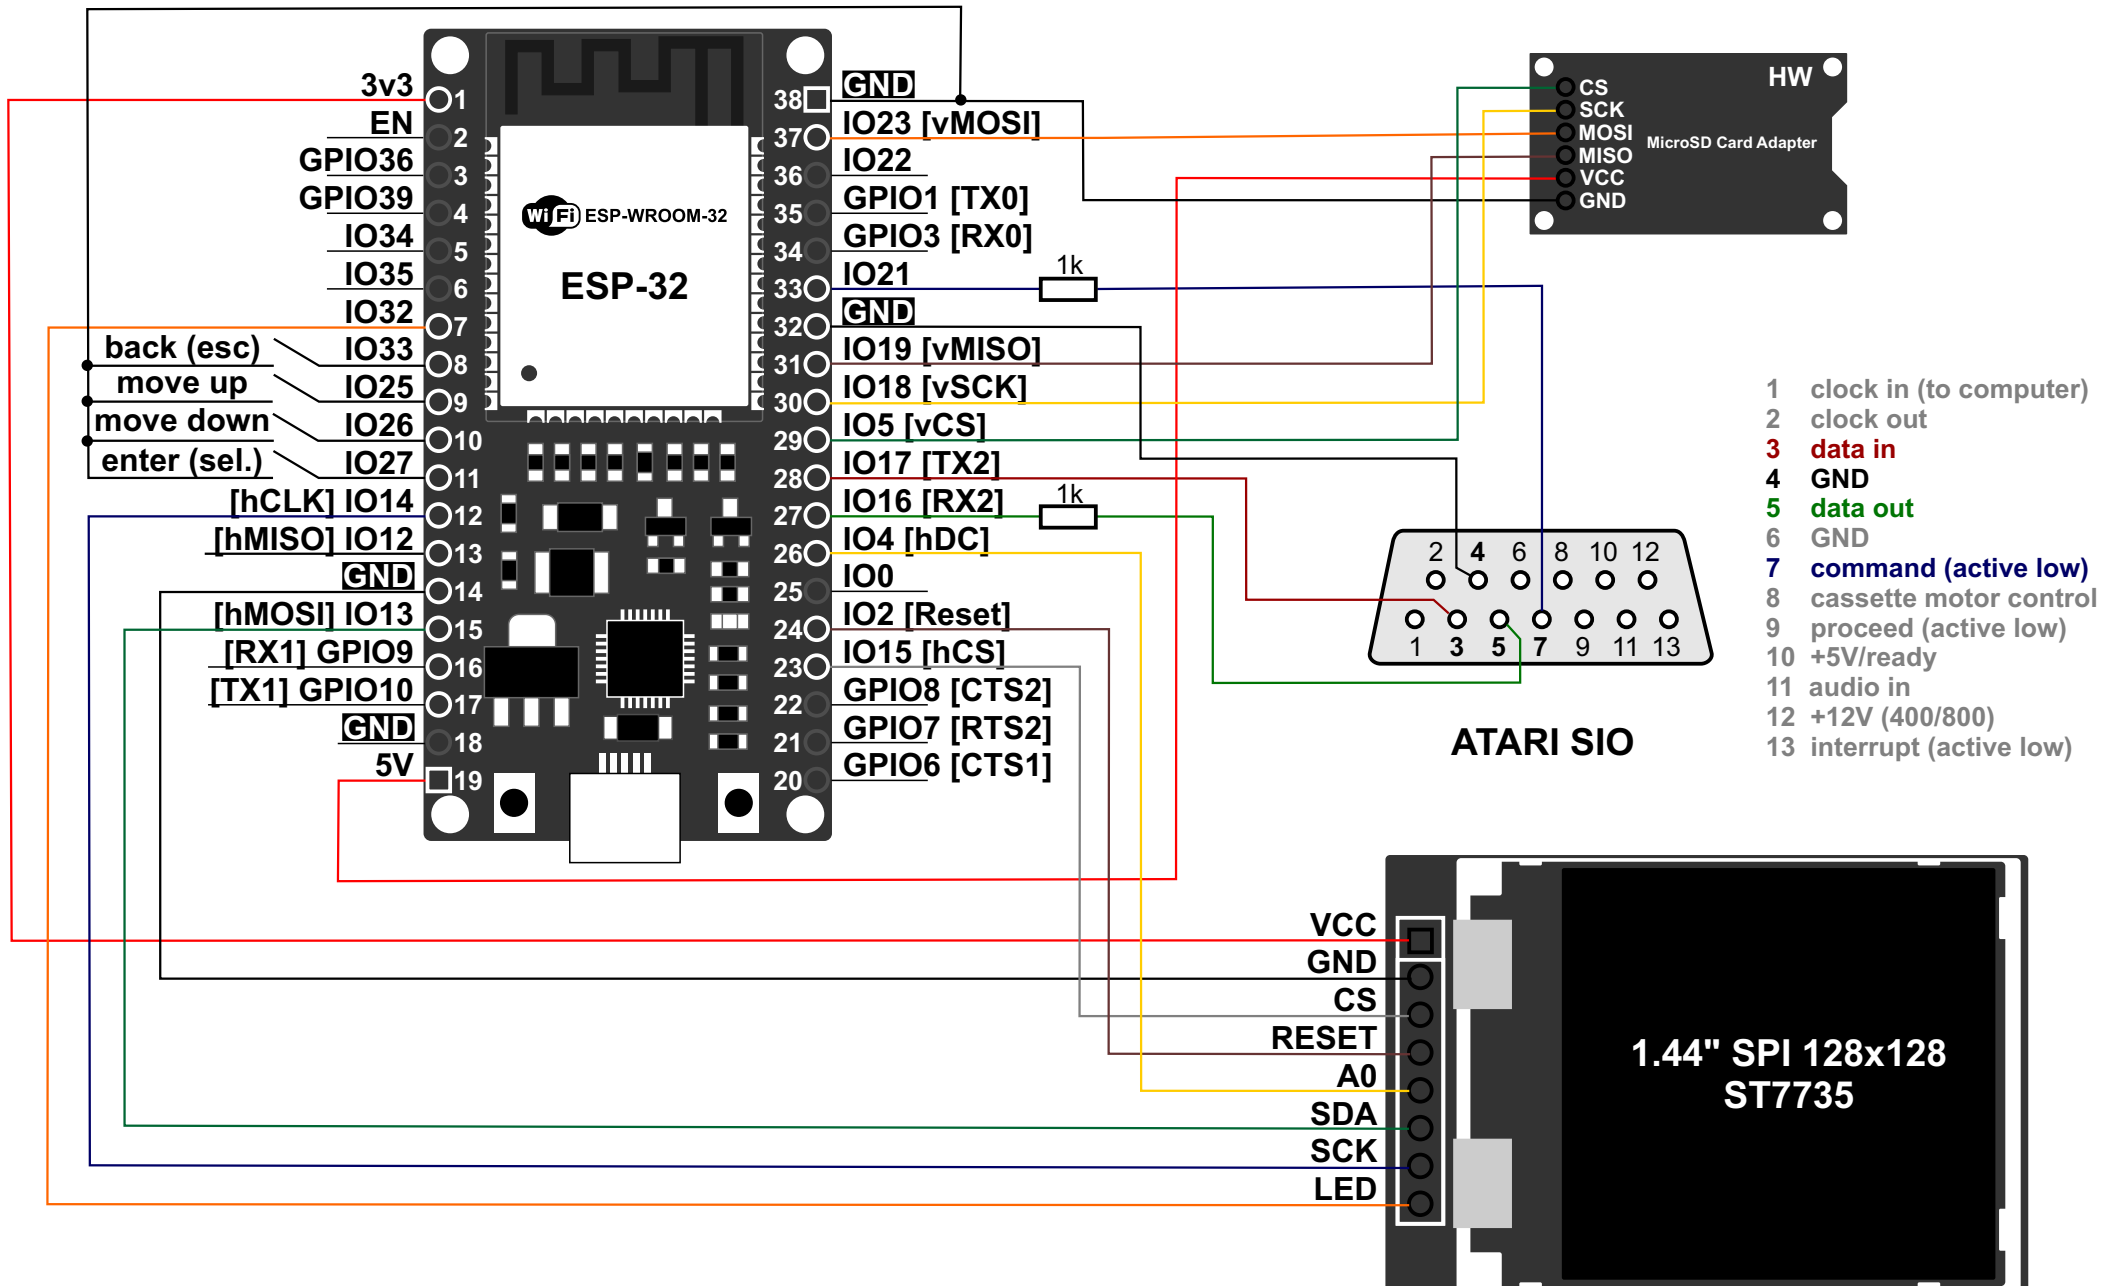 3v3
1
EN
2
GPIO36
3
GPIO39
4
IO34
5
IO35
6
IO32
7
back (esc)
IO33
8
move up
IO25
9
move down
IO26
10
enter (sel.)
IO27
11
[hCLK] IO14
12
[hMISO] IO12
13
GND
14
[hMOSI] IO13
15
[RX1] GPIO9
16
[TX1] GPIO10
17
GND
18
5V
19
Wi Fi ESP-WROOM-32
ESP-32
38 GND
37 IO23 [vMOSI]
36 IO22
35 GPIO1 [TX0]
34 GPIO3 [RX0]
33 IO21
1k
32 GND
31 IO19 [vMISO]
30 IO18 [vSCK]
29 IO5 [vCS]
28 IO17 [TX2]
27 IO16 [RX2]
1k
26 IO4 [hDC]
25 IO0
24 IO2 [Reset]
23 IO15 [hCS]
22 GPIO8 [CTS2]
21 GPIO7 [RTS2]
20 GPIO6 [CTS1]
HW
CS
SCK
MOSI
MISO
VCC
GND
MicroSD Card Adapter
2 4 6 8 10 12
1 3 5 7 9 11 13
ATARI SIO
1 clock in (to computer)
2 clock out
3 data in
4 GND
5 data out
6 GND
7 command (active low)
8 cassette motor control
9 proceed (active low)
10 +5V/ready
11 audio in
12 +12V (400/800)
13 interrupt (active low)
VCC
GND
CS
RESET
A0
SDA
SCK
LED
1.44" SPI 128x128
ST7735